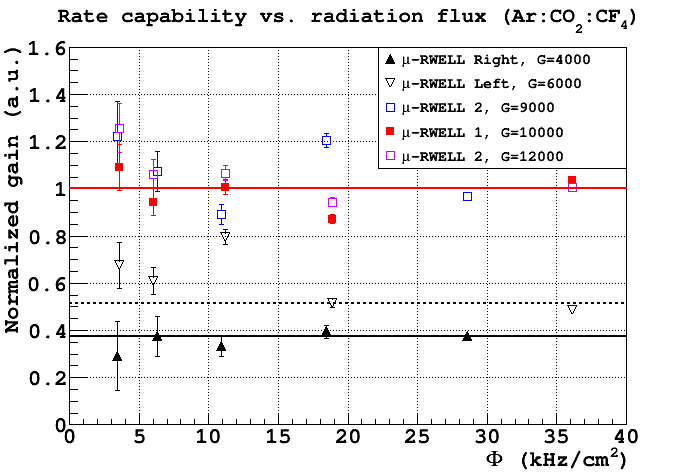 Rate capability vs. radiation flux (Ar:CO2:CF4)
Normalized gain (a.u.)
1.6
1.4
1.2
1
0.8
0.6
0.4
0.2
0
μ-RWELL Right, G=4000
μ-RWELL Left, G=6000
μ-RWELL 2, G=9000
μ-RWELL 1, G=10000
μ-RWELL 2, G=12000
0 5 10 15 20 25 30 35 40
Φ (kHz/cm²)